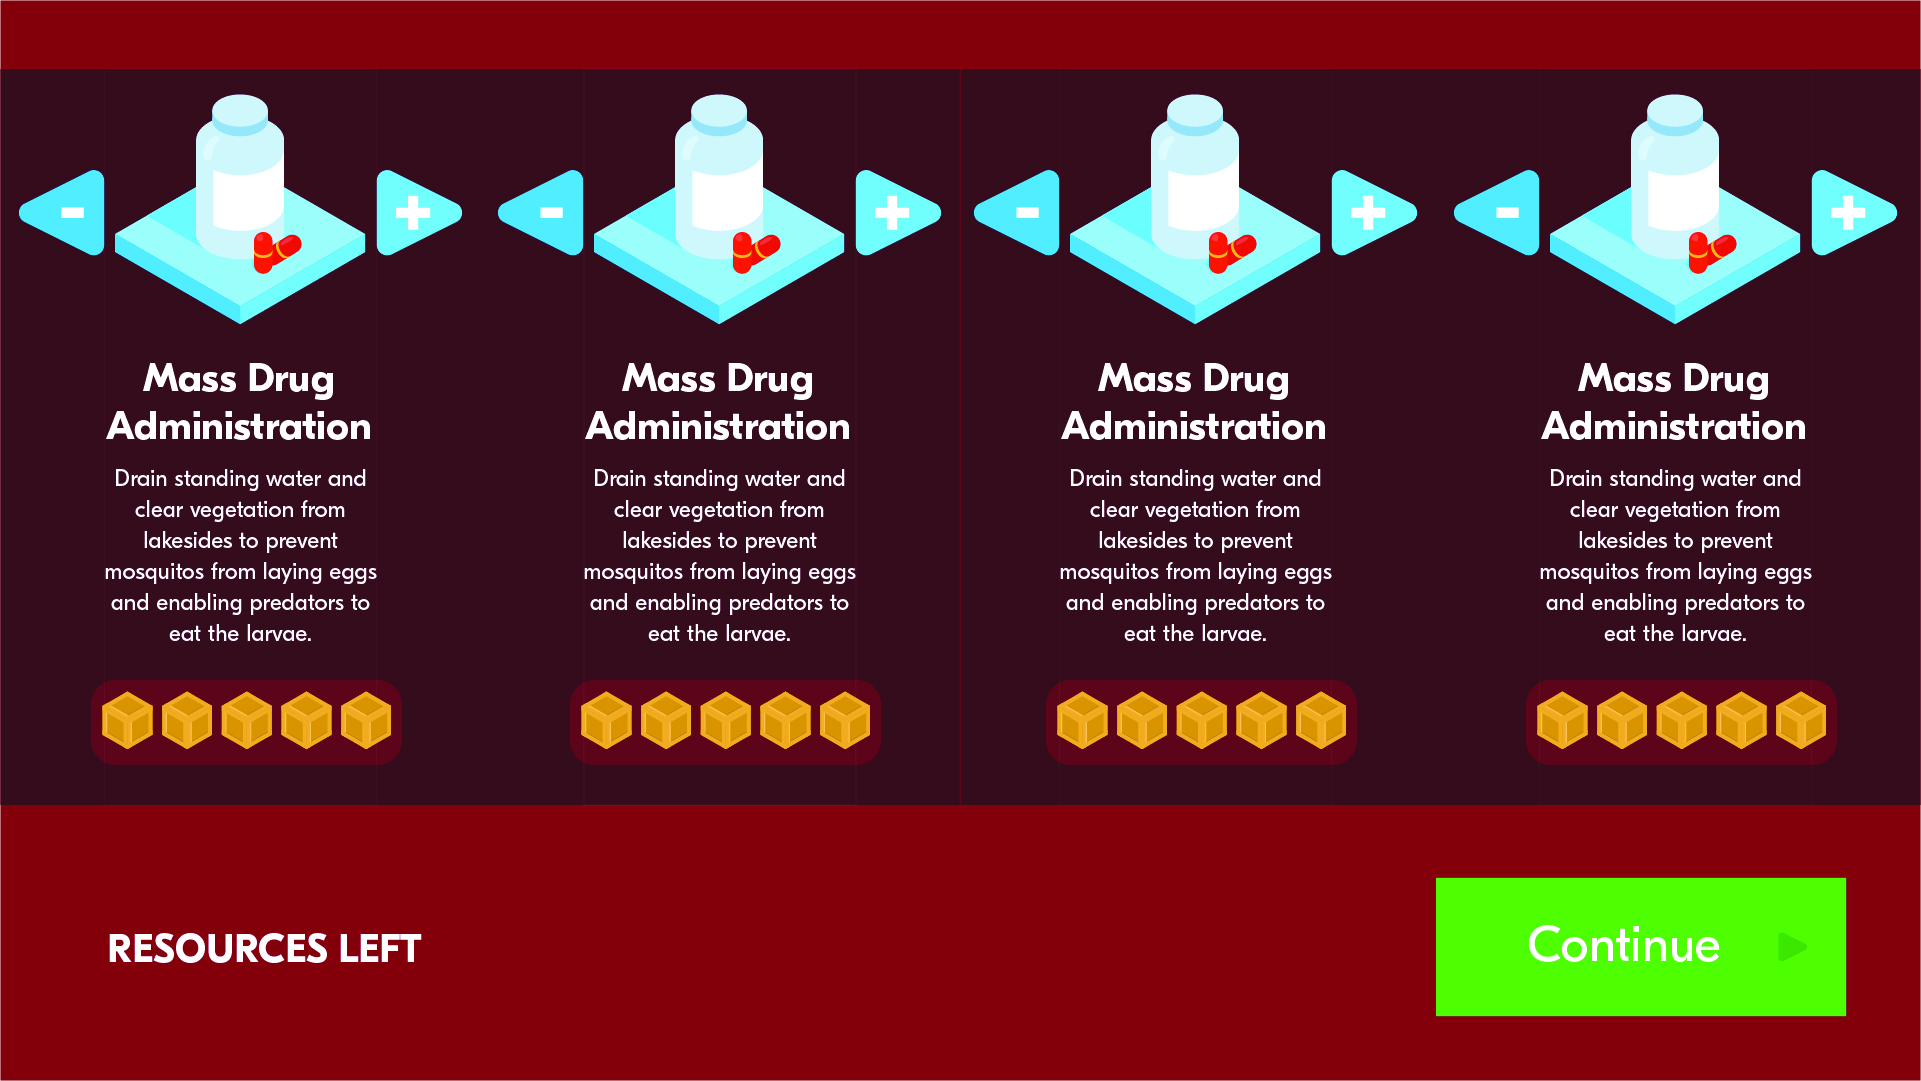 - +
- +
- +
- +
Mass Drug
Administration
Drain standing water and
clear vegetation from
lakesides to prevent
mosquitos from laying eggs
and enabling predators to
eat the larvae.
Mass Drug
Administration
Drain standing water and
clear vegetation from
lakesides to prevent
mosquitos from laying eggs
and enabling predators to
eat the larvae.
Mass Drug
Administration
Drain standing water and
clear vegetation from
lakesides to prevent
mosquitos from laying eggs
and enabling predators to
eat the larvae.
Mass Drug
Administration
Drain standing water and
clear vegetation from
lakesides to prevent
mosquitos from laying eggs
and enabling predators to
eat the larvae.
RESOURCES LEFT
Continue